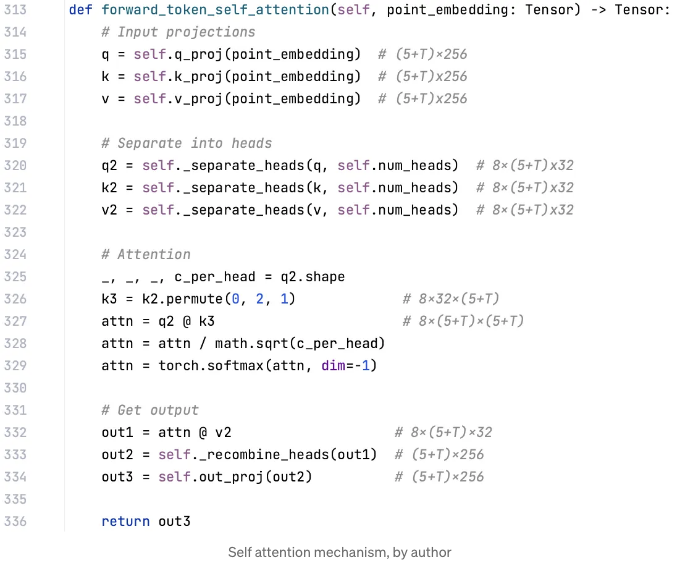 313 def forward_token_self_attention(self, point_embedding: Tensor) -> Tensor:
314     # Input projections
315     q = self.q_proj(point_embedding)  # (5+T)×256
316     k = self.k_proj(point_embedding)  # (5+T)x256
317     v = self.v_proj(point_embedding)  # (5+T)x256
318
319     # Separate into heads
320     q2 = self._separate_heads(q, self.num_heads)  # 8×(5+T)x32
321     k2 = self._separate_heads(k, self.num_heads)  # 8×(5+T)x32
322     v2 = self._separate_heads(v, self.num_heads)  # 8×(5+T)x32
323
324     # Attention
325     _, _, _, c_per_head = q2.shape
326     k3 = k2.permute(0, 2, 1)             # 8×32×(5+T)
327     attn = q2 @ k3                       # 8×(5+T)×(5+T)
328     attn = attn / math.sqrt(c_per_head)
329     attn = torch.softmax(attn, dim=-1)
330
331     # Get output
332     out1 = attn @ v2                    # 8×(5+T)×32
333     out2 = self._recombine_heads(out1)  # (5+T)×256
334     out3 = self.out_proj(out2)          # (5+T)×256
335
336     return out3
Self attention mechanism, by author